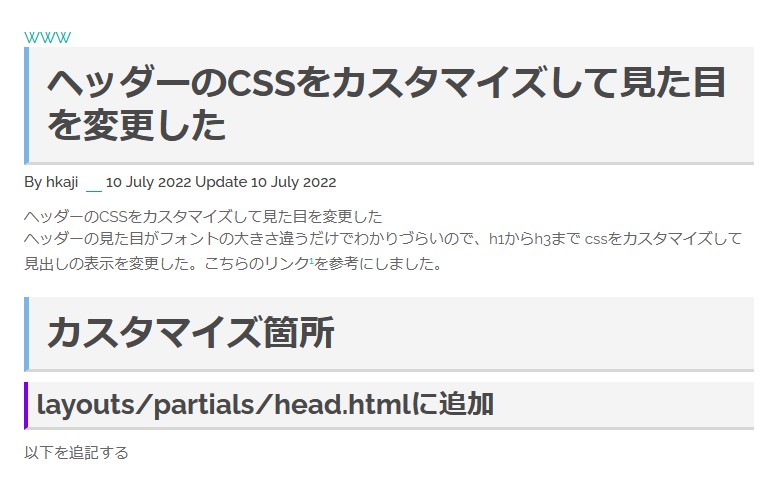 WWW
ヘッダーのCSSをカスタマイズして見た目
を変更した
By hkaji __ 10 July 2022 Update 10 July 2022
ヘッダーのCSSをカスタマイズして見た目を変更した
ヘッダーの見た目がフォントの大きさ違うだけでわかりづらいので、h1からh3まで cssをカスタマイズして
見出しの表示を変更した。こちらのリンク¹を参考にしました。
カスタマイズ箇所
layouts/partials/head.htmlに追加
以下を追記する